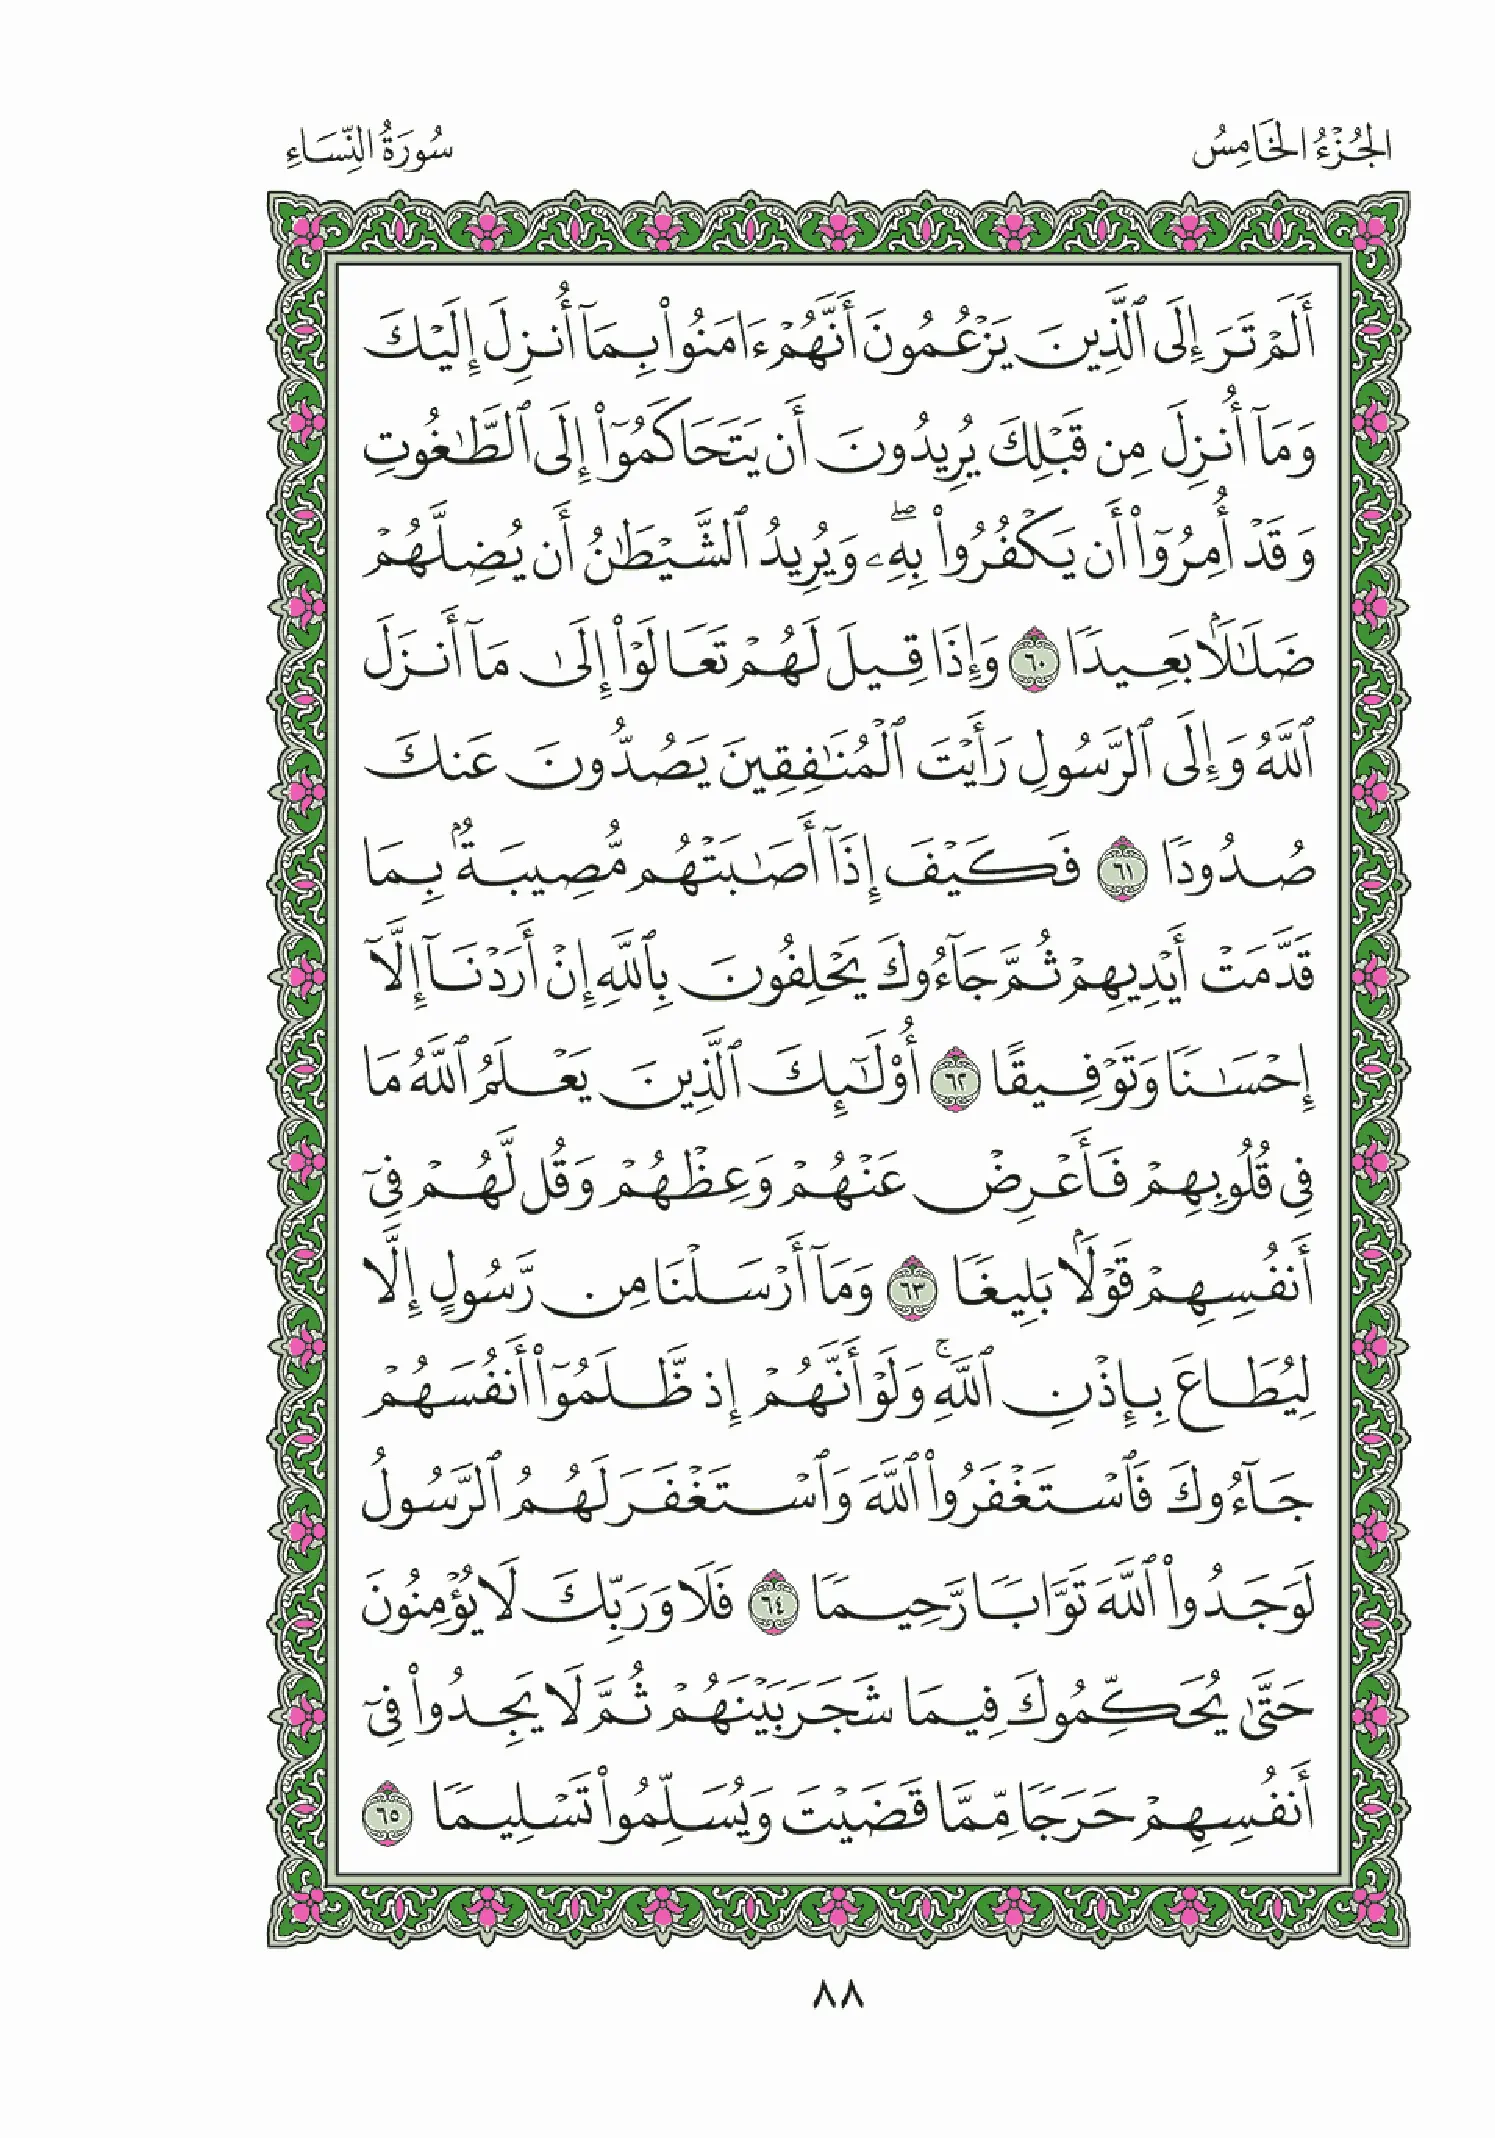 الجُزْءُ الخَامِسُ
سُورَةُ النِّسَاءِ
أَلَمْ تَرَ إِلَى ٱلَّذِينَ يَزْعُمُونَ أَنَّهُمْ ءَامَنُوا۟ بِمَآ أُنزِلَ إِلَيْكَ
وَمَآ أُنزِلَ مِن قَبْلِكَ يُرِيدُونَ أَن يَتَحَاكَمُوٓا۟ إِلَى ٱلطَّـٰغُوتِ
وَقَدْ أُمِرُوٓا۟ أَن يَكْفُرُوا۟ بِهِۦۖ وَيُرِيدُ ٱلشَّيْطَـٰنُ أَن يُضِلَّهُمْ
ضَلَـٰلًۢا بَعِيدًا ٦٠ وَإِذَا قِيلَ لَهُمْ تَعَالَوْا۟ إِلَىٰ مَآ أَنزَلَ
ٱللَّهُ وَإِلَى ٱلرَّسُولِ رَأَيْتَ ٱلْمُنَـٰفِقِينَ يَصُدُّونَ عَنكَ
صُدُودًا ٦١ فَكَيْفَ إِذَآ أَصَـٰبَتْهُم مُّصِيبَةٌۢ بِمَا
قَدَّمَتْ أَيْدِيهِمْ ثُمَّ جَآءُوكَ يَحْلِفُونَ بِٱللَّهِ إِنْ أَرَدْنَآ إِلَّآ
إِحْسَـٰنًا وَتَوْفِيقًا ٦٢ أُو۟لَـٰٓئِكَ ٱلَّذِينَ يَعْلَمُ ٱللَّهُ مَا
فِى قُلُوبِهِمْ فَأَعْرِضْ عَنْهُمْ وَعِظْهُمْ وَقُل لَّهُمْ فِىٓ
أَنفُسِهِمْ قَوْلًۢا بَلِيغًا ٦٣ وَمَآ أَرْسَلْنَا مِن رَّسُولٍ إِلَّا
لِيُطَاعَ بِإِذْنِ ٱللَّهِۚ وَلَوْ أَنَّهُمْ إِذ ظَّلَمُوٓا۟ أَنفُسَهُمْ
جَآءُوكَ فَٱسْتَغْفَرُوا۟ ٱللَّهَ وَٱسْتَغْفَرَ لَهُمُ ٱلرَّسُولُ
لَوَجَدُوا۟ ٱللَّهَ تَوَّابًا رَّحِيمًا ٦٤ فَلَا وَرَبِّكَ لَا يُؤْمِنُونَ
حَتَّىٰ يُحَكِّمُوكَ فِيمَا شَجَرَ بَيْنَهُمْ ثُمَّ لَا يَجِدُوا۟ فِىٓ
أَنفُسِهِمْ حَرَجًا مِّمَّا قَضَيْتَ وَيُسَلِّمُوا۟ تَسْلِيمًا ٦٥
٨٨